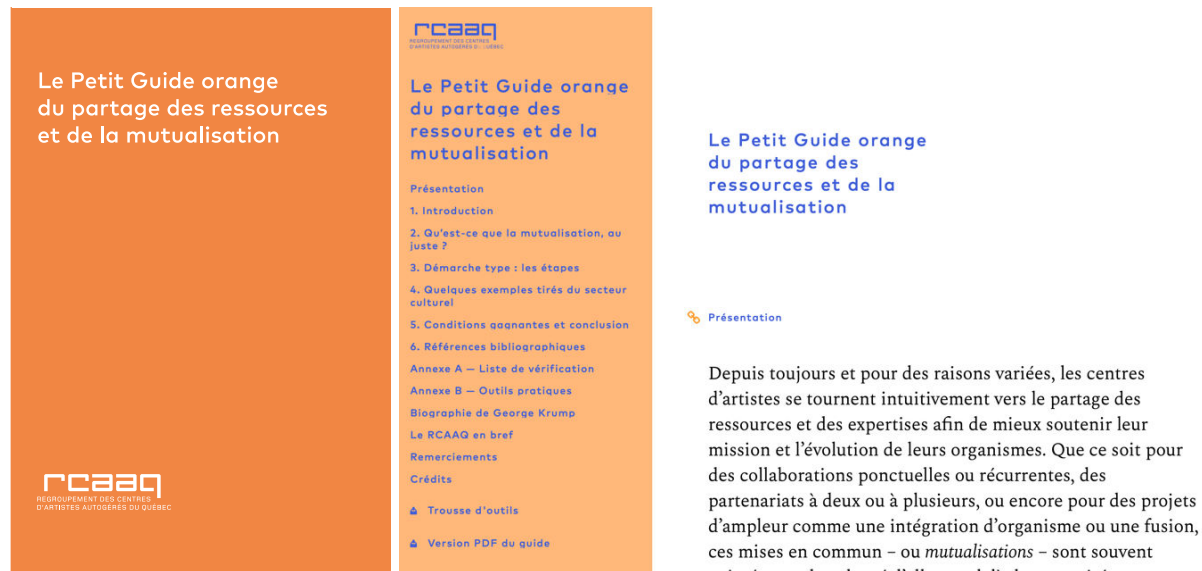 Le Petit Guide orange
du partage des ressources
et de la mutualisation
rcaaq
REGROUPEMENT DES CENTRES
D'ARTISTES AUTOGÉRÉS DU QUÉBEC
rcaaq
REGROUPEMENT DES CENTRES
D'ARTISTES AUTOGÉRÉS DU QUÉBEC
Le Petit Guide orange
du partage des
ressources et de la
mutualisation
Présentation
1. Introduction
2. Qu'est-ce que la mutualisation, au
juste ?
3. Démarche type : les étapes
4. Quelques exemples tirés du secteur
culturel
5. Conditions gagnantes et conclusion
6. Références bibliographiques
Annexe A — Liste de vérification
Annexe B — Outils pratiques
Biographie de George Krump
Le RCAAQ en bref
Remerciements
Crédits
Trousse d'outils
Version PDF du guide
Le Petit Guide orange
du partage des
ressources et de la
mutualisation
Présentation
Depuis toujours et pour des raisons variées, les centres
d'artistes se tournent intuitivement vers le partage des
ressources et des expertises afin de mieux soutenir leur
mission et l'évolution de leurs organismes. Que ce soit pour
des collaborations ponctuelles ou récurrentes, des
partenariats à deux ou à plusieurs, ou encore pour des projets
d'ampleur comme une intégration d'organisme ou une fusion,
ces mises en commun – ou mutualisations – sont souvent